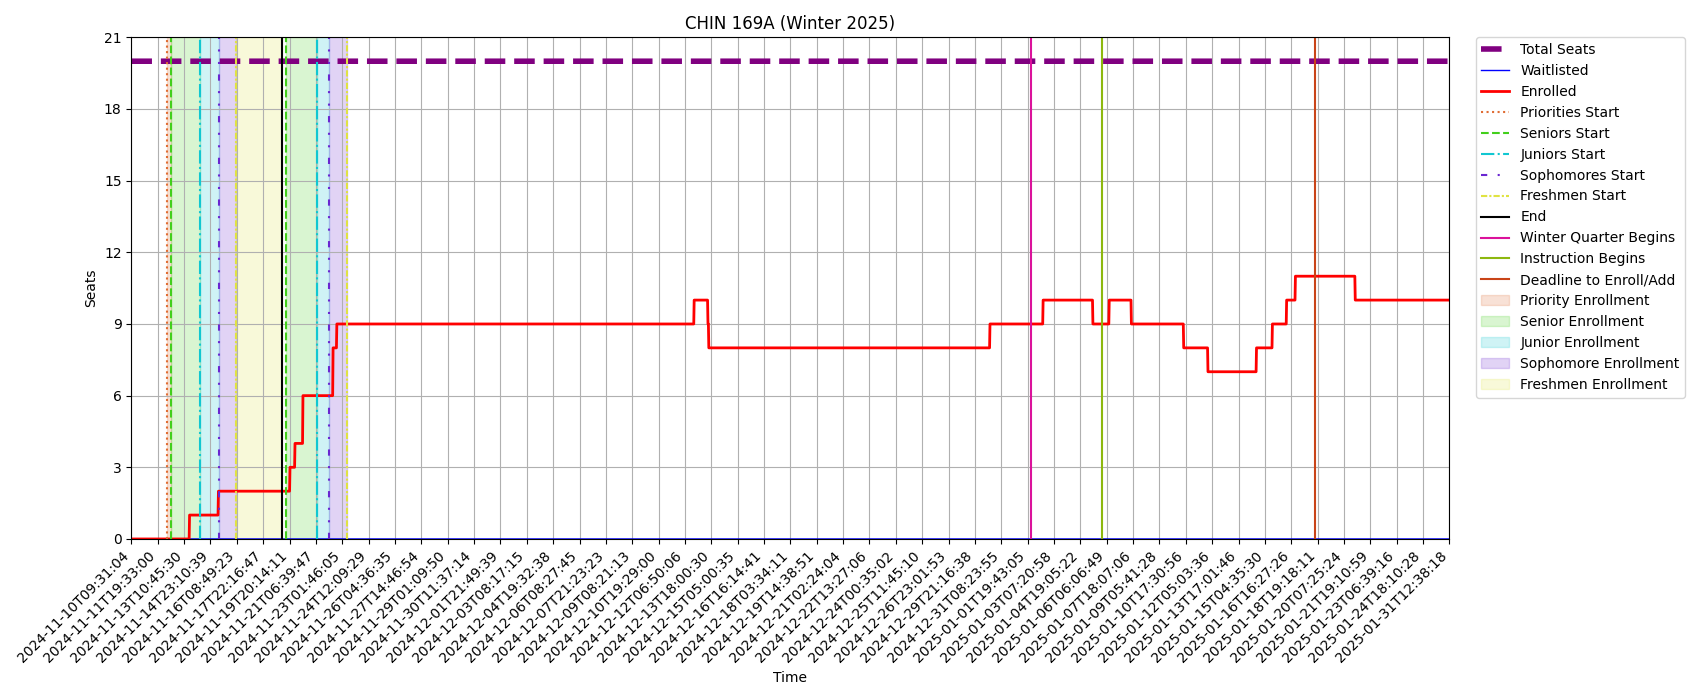 CHIN 169A (Winter 2025)
21
18
15
12
9
6
3
0
Seats
2024-11-10T09:31:04
2024-11-11T19:33:00
2024-11-13T10:45:30
2024-11-14T23:10:39
2024-11-16T08:49:23
2024-11-17T22:16:47
2024-11-19T20:14:11
2024-11-21T06:39:47
2024-11-23T01:46:05
2024-11-24T12:09:29
2024-11-26T04:36:35
2024-11-27T14:46:54
2024-11-29T01:09:50
2024-11-30T11:37:14
2024-12-01T21:49:39
2024-12-03T08:17:15
2024-12-04T19:32:38
2024-12-06T08:27:45
2024-12-07T21:23:23
2024-12-09T08:21:13
2024-12-10T19:29:00
2024-12-12T06:50:06
2024-12-13T18:00:30
2024-12-15T05:00:35
2024-12-16T16:14:41
2024-12-18T03:34:11
2024-12-19T14:38:51
2024-12-21T02:24:04
2024-12-22T13:27:06
2024-12-24T00:35:02
2024-12-25T11:45:10
2024-12-26T23:01:53
2024-12-29T21:16:38
2024-12-31T08:23:55
2025-01-01T19:43:05
2025-01-03T07:20:58
2025-01-04T19:05:22
2025-01-06T06:06:49
2025-01-07T18:07:06
2025-01-09T05:41:28
2025-01-10T17:30:56
2025-01-12T05:03:36
2025-01-13T17:01:46
2025-01-15T04:35:30
2025-01-16T16:27:26
2025-01-18T19:18:11
2025-01-20T07:25:24
2025-01-21T19:10:59
2025-01-23T06:39:16
2025-01-24T18:10:28
2025-01-31T12:38:18
Time
Total Seats
Waitlisted
Enrolled
Priorities Start
Seniors Start
Juniors Start
Sophomores Start
Freshmen Start
End
Winter Quarter Begins
Instruction Begins
Deadline to Enroll/Add
Priority Enrollment
Senior Enrollment
Junior Enrollment
Sophomore Enrollment
Freshmen Enrollment